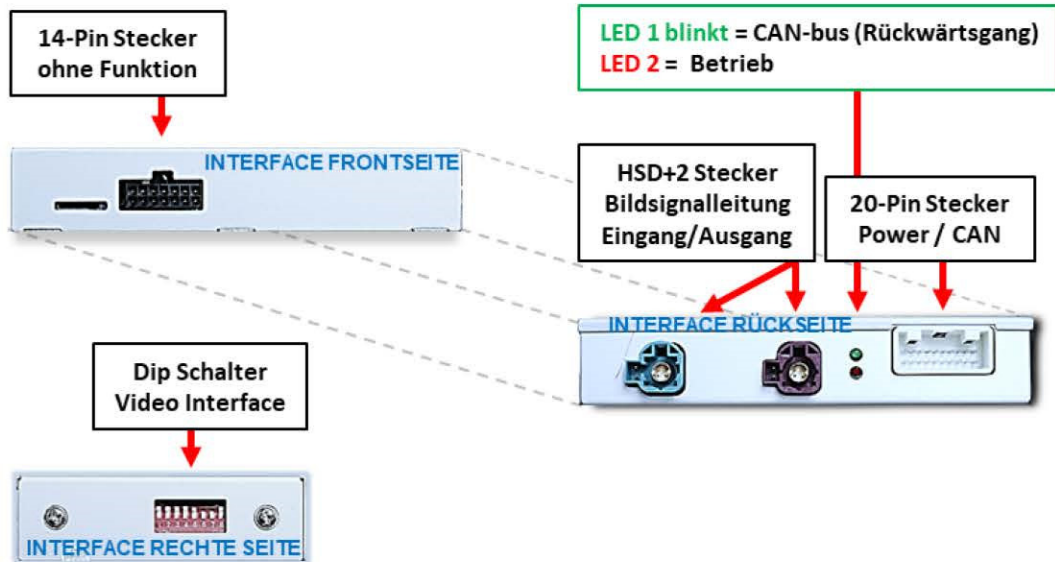 14-Pin Stecker
ohne Funktion
LED 1 blinkt = CAN-bus (Rückwärtsgang)
LED 2 = Betrieb
INTERFACE FRONTSEITE
HSD+2 Stecker
Bildsignalleitung
Eingang/Ausgang
20-Pin Stecker
Power / CAN
INTERFACE RÜCKSEITE
Dip Schalter
Video Interface
INTERFACE RECHTE SEITE